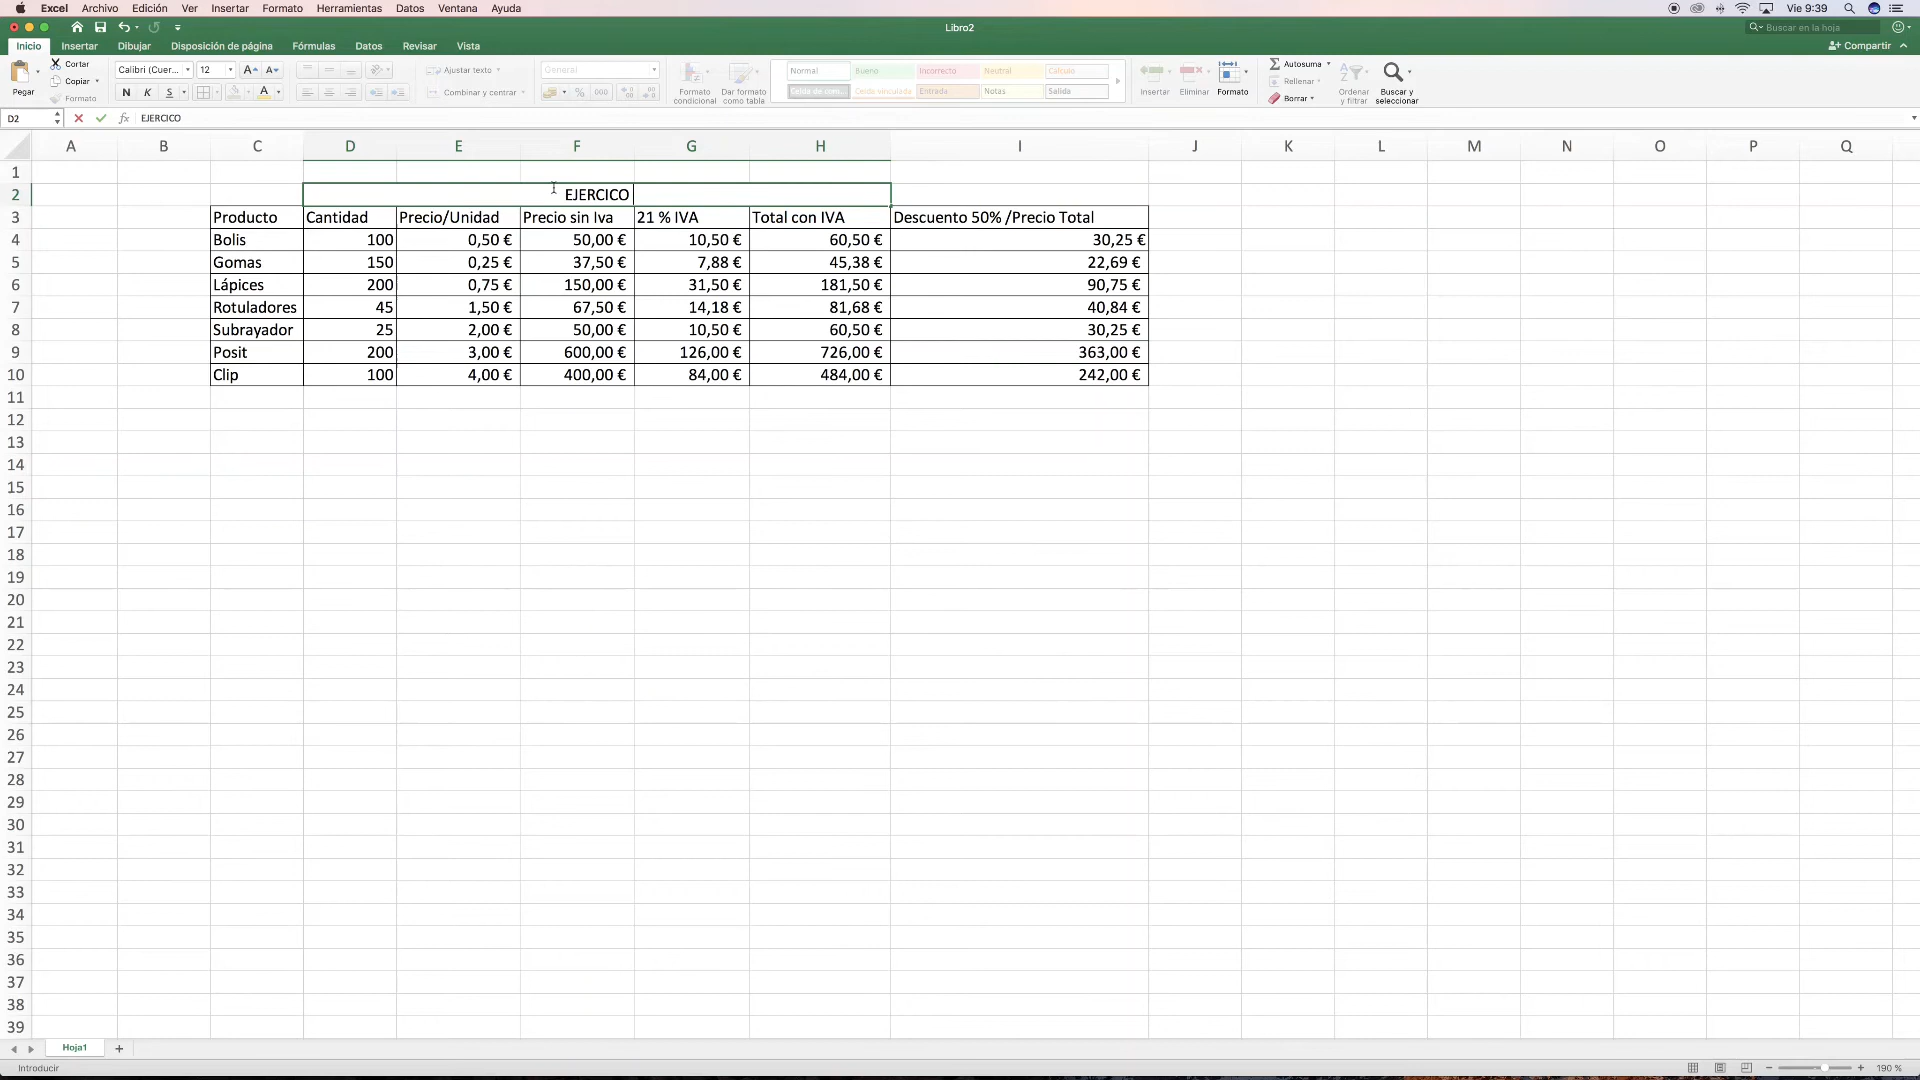 Excel Archivo Edición Ver Insertar Formato Herramientas Datos Ventana Ayuda Vie 9:39
Libro2 Buscar en la hoja
Inicio Insertar Dibujar Disposición de página Fórmulas Datos Revisar Vista Compartir
Pegar Cortar Copiar Formato
Calibri (Cuer... 12
N K S
Ajustar texto
Combinar y centrar
General
% 000
Formato condicional
Dar formato como tabla
Normal Bueno Incorrecto Neutral Cálculo
Celda de com... Celda vinculada Entrada Notas Salida
Insertar Eliminar Formato
Autosuma
Rellenar
Borrar
Ordenar y filtrar
Buscar y seleccionar
D2 fx EJERCICO
A B C D E F G H I J K L M N O P Q
1
2 EJERCICO
3 Producto Cantidad Precio/Unidad Precio sin Iva 21 % IVA Total con IVA Descuento 50% /Precio Total
4 Bolis 100 0,50 € 50,00 € 10,50 € 60,50 € 30,25 €
5 Gomas 150 0,25 € 37,50 € 7,88 € 45,38 € 22,69 €
6 Lápices 200 0,75 € 150,00 € 31,50 € 181,50 € 90,75 €
7 Rotuladores 45 1,50 € 67,50 € 14,18 € 81,68 € 40,84 €
8 Subrayador 25 2,00 € 50,00 € 10,50 € 60,50 € 30,25 €
9 Posit 200 3,00 € 600,00 € 126,00 € 726,00 € 363,00 €
10 Clip 100 4,00 € 400,00 € 84,00 € 484,00 € 242,00 €
11
12
13
14
15
16
17
18
19
20
21
22
23
24
25
26
27
28
29
30
31
32
33
34
35
36
37
38
39
Hoja1
Introducir 190 %